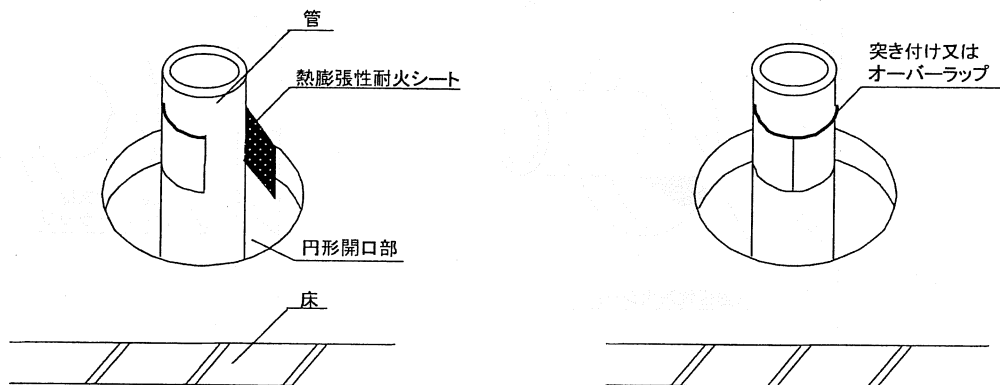 管
熱膨張性耐火シート
円形開口部
床
突き付け又は
オーバーラップ